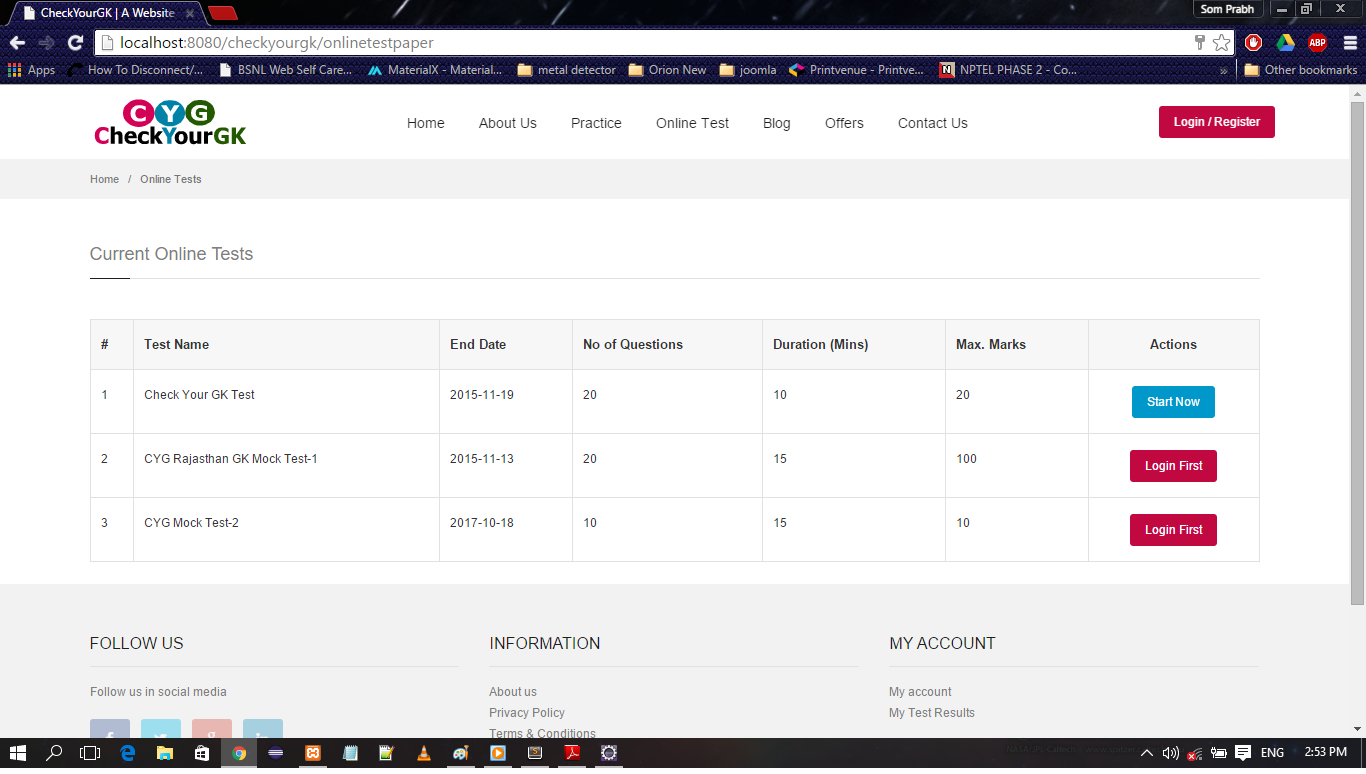 CheckYourGK | A Website
Som Prabh
localhost:8080/checkyourgk/onlinetestpaper
ABP
Apps How To Disconnect/... BSNL Web Self Care... MaterialX - Material... metal detector Orion New joomla Printvenue - Printve... NPTEL PHASE 2 - Co... » Other bookmarks
CYG
CheckYourGK
Home About Us Practice Online Test Blog Offers Contact Us
Login / Register
Home / Online Tests
Current Online Tests
# Test Name End Date No of Questions Duration (Mins) Max. Marks Actions
1 Check Your GK Test 2015-11-19 20 10 20 Start Now
2 CYG Rajasthan GK Mock Test-1 2015-11-13 20 15 100 Login First
3 CYG Mock Test-2 2017-10-18 10 15 10 Login First
FOLLOW US INFORMATION MY ACCOUNT
Follow us in social media About us My account
Privacy Policy My Test Results
Terms & Conditions
ENG 2:53 PM